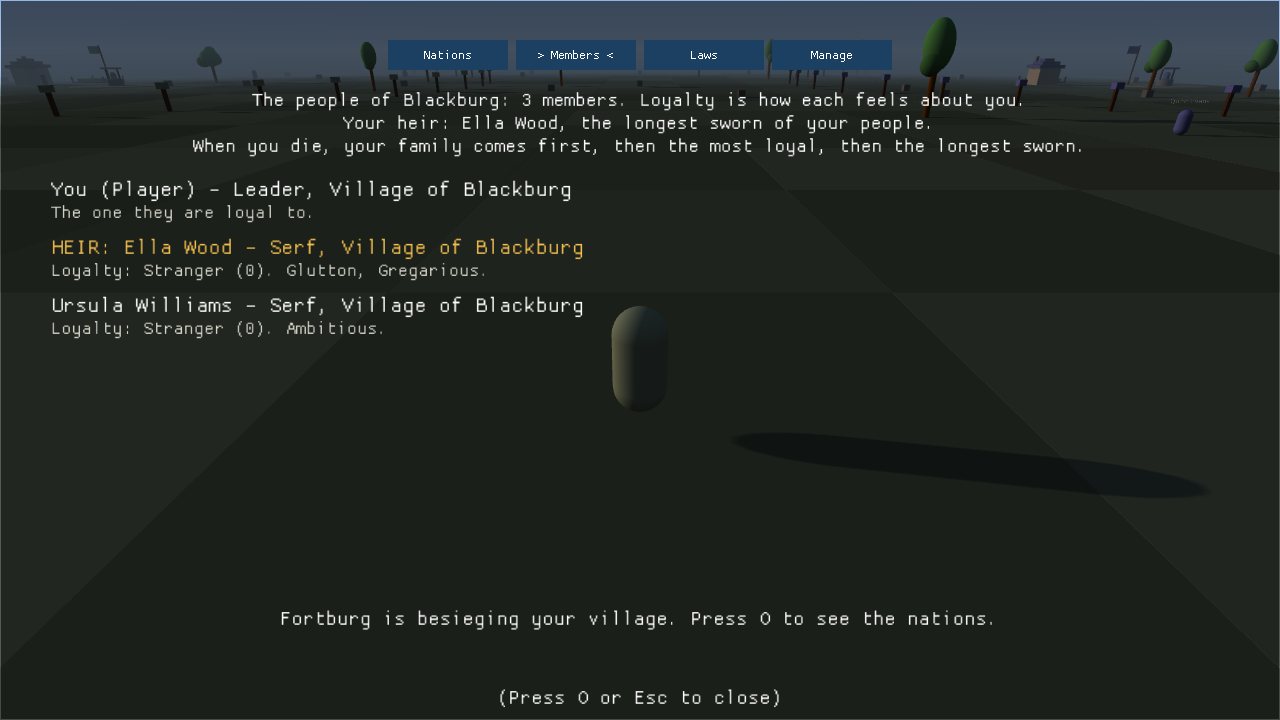 Nations
> Members <
Laws
Manage
The people of Blackburg: 3 members. Loyalty is how each feels about you.
Your heir: Ella Wood, the longest sworn of your people.
When you die, your family comes first, then the most loyal, then the longest sworn.
You (Player) - Leader, Village of Blackburg
The one they are loyal to.
HEIR: Ella Wood - Serf, Village of Blackburg
Loyalty: Stranger (0). Glutton, Gregarious.
Ursula Williams - Serf, Village of Blackburg
Loyalty: Stranger (0). Ambitious.
Fortburg is besieging your village. Press O to see the nations.
(Press O or Esc to close)